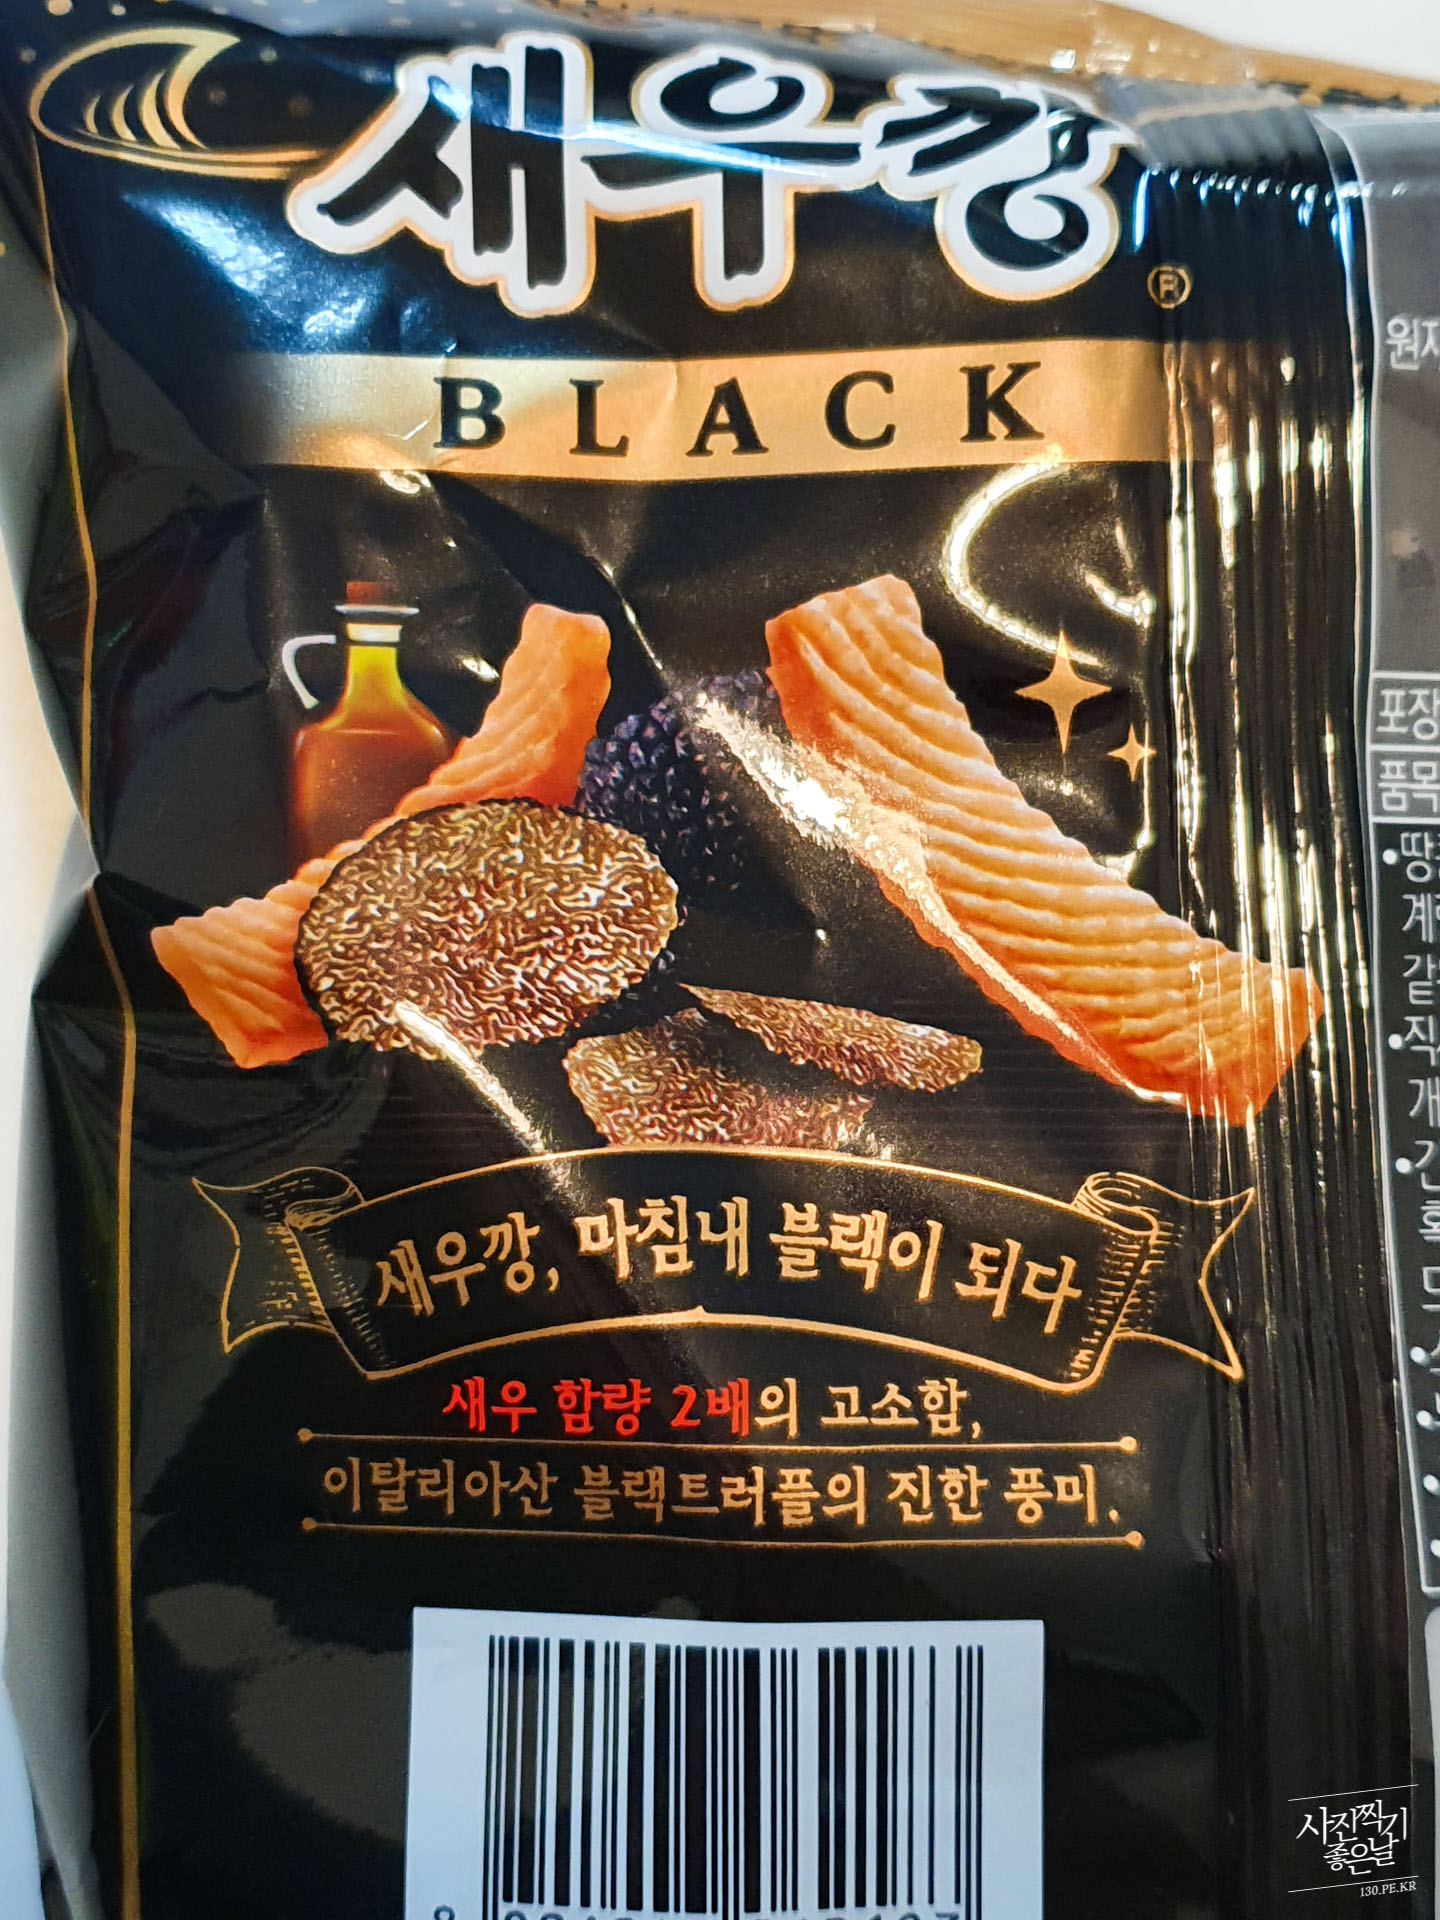 새우깡
®
BLACK
새우깡, 마침내 블랙이 되다
새우 함량 2배의 고소함,
이탈리아산 블랙트러플의 진한 풍미.
포장
품목
사진찍기
좋은날
130.PE.KR